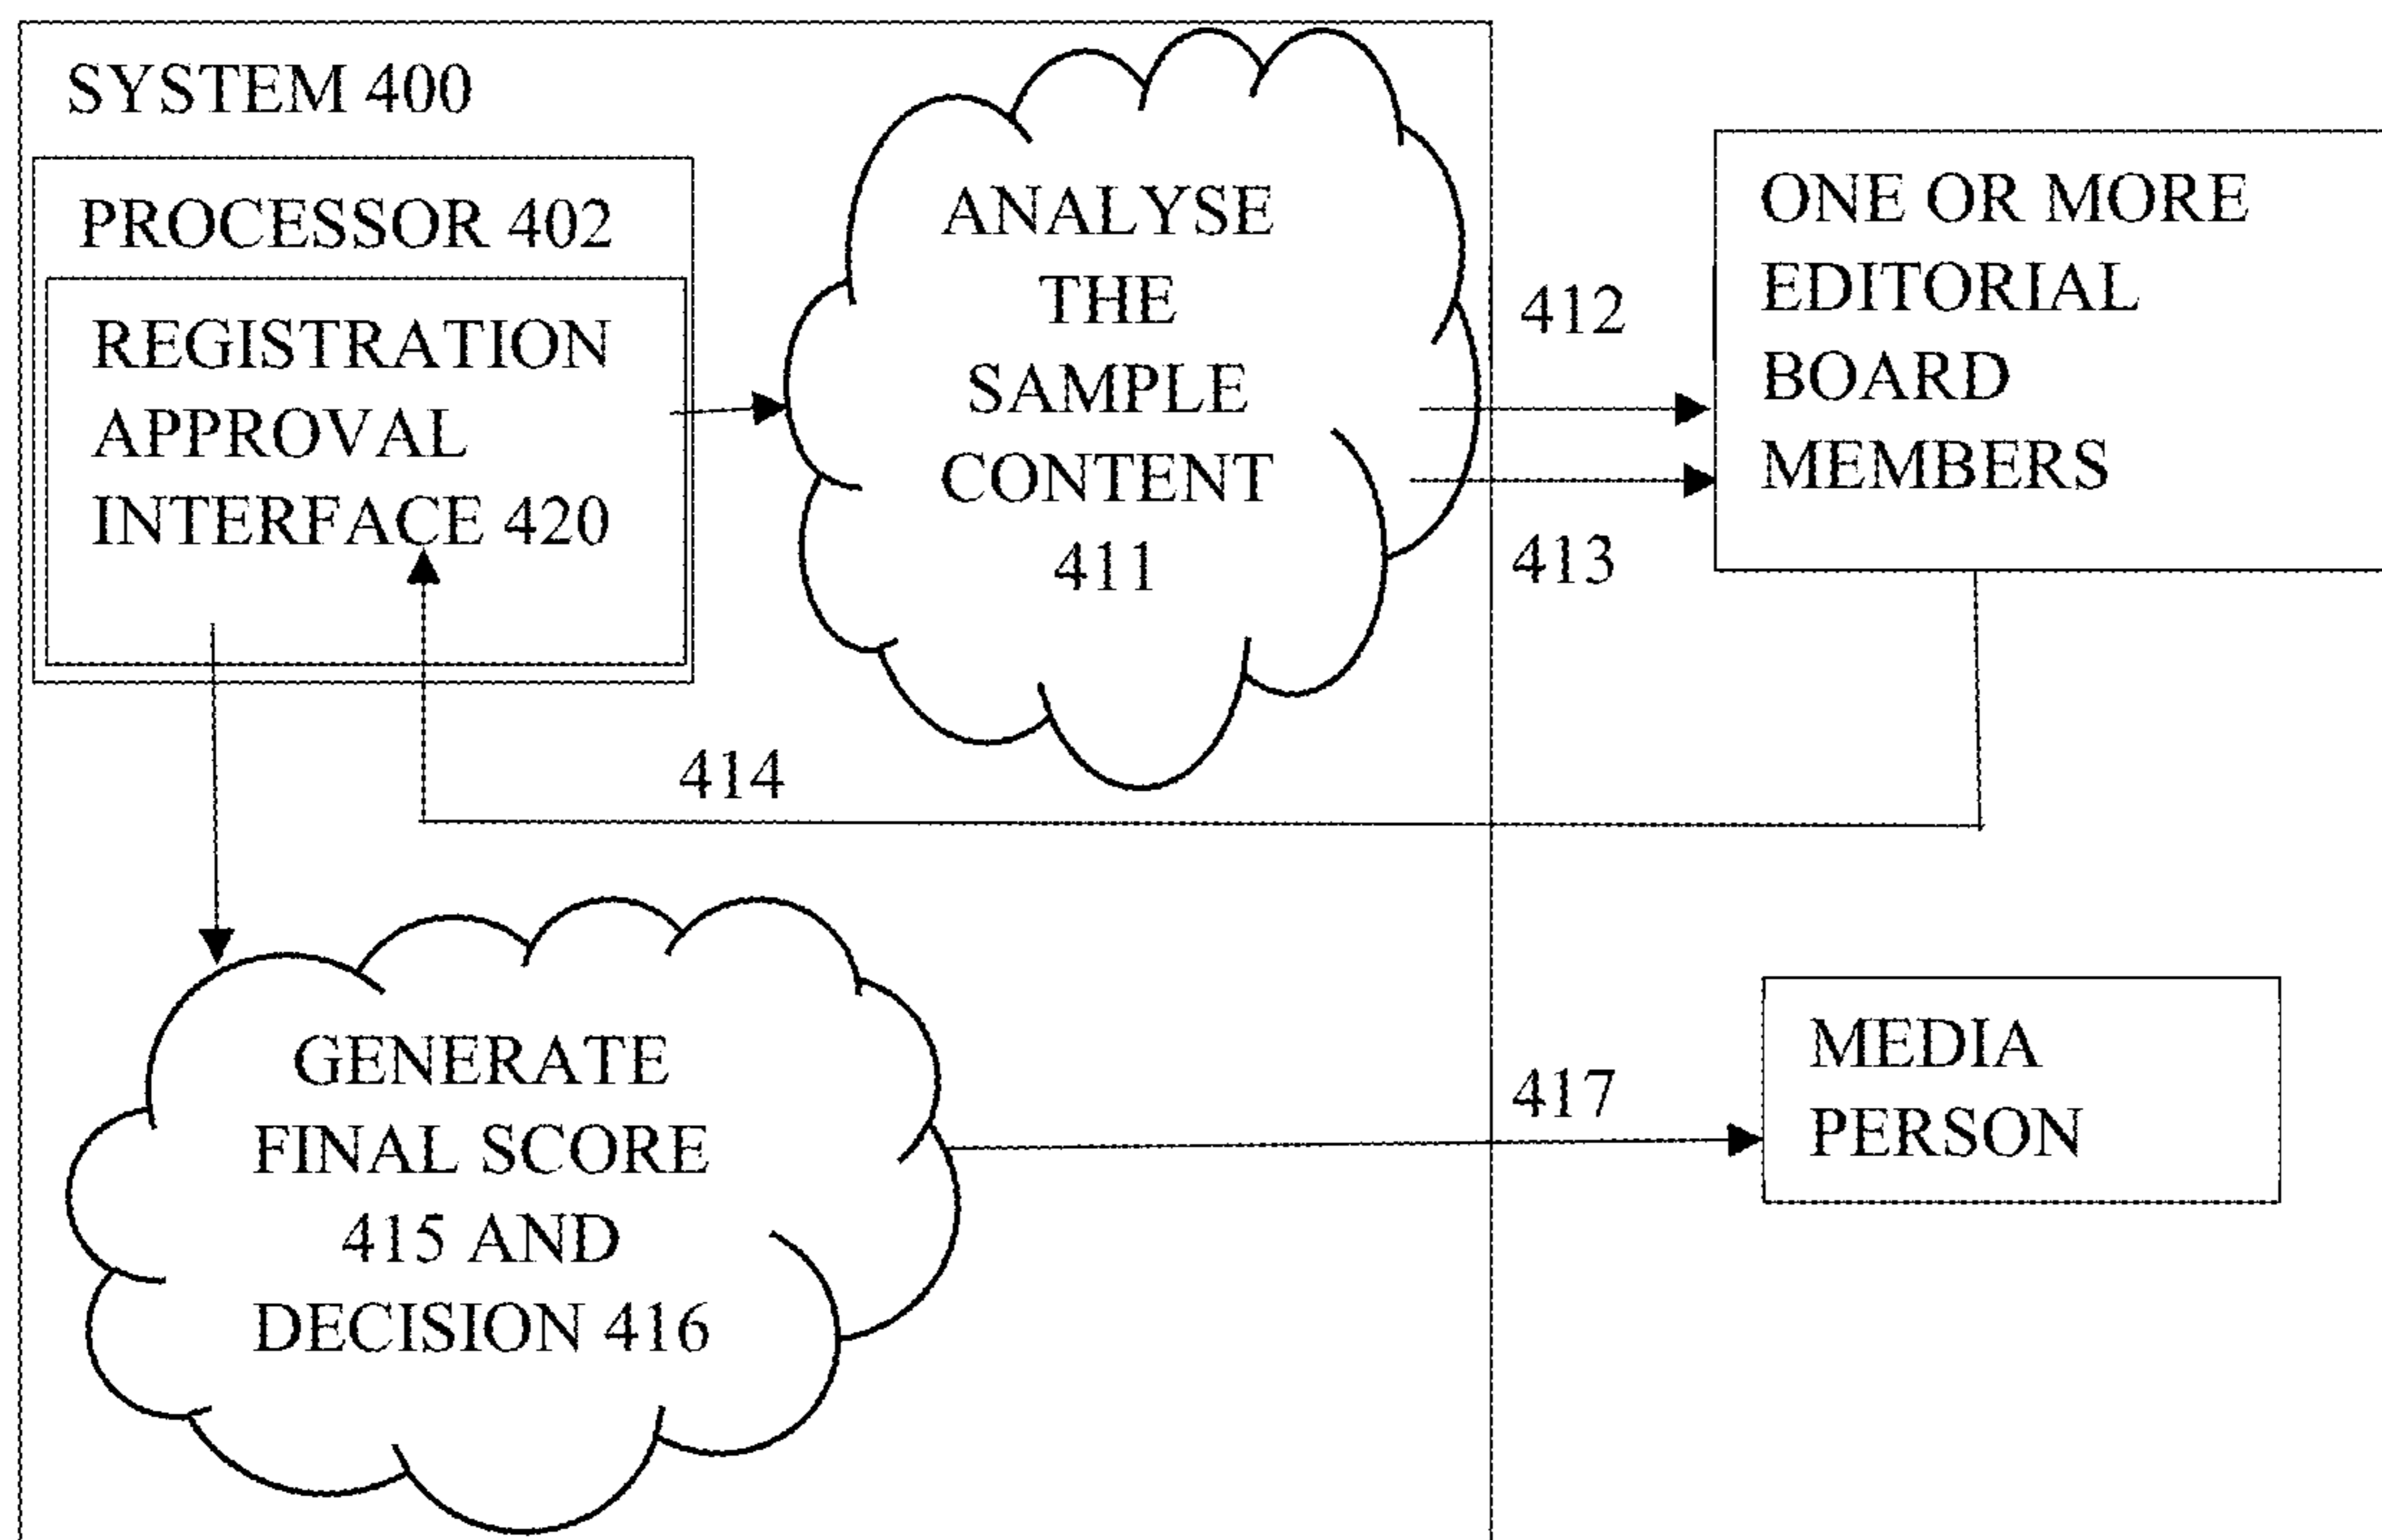 SYSTEM 400
PROCESSOR 402
REGISTRATION
APPROVAL
INTERFACE 420
ANALYSE
THE
SAMPLE
CONTENT
411
412
413
ONE OR MORE
EDITORIAL
BOARD
MEMBERS
414
GENERATE
FINAL SCORE
415 AND
DECISION 416
417
MEDIA
PERSON